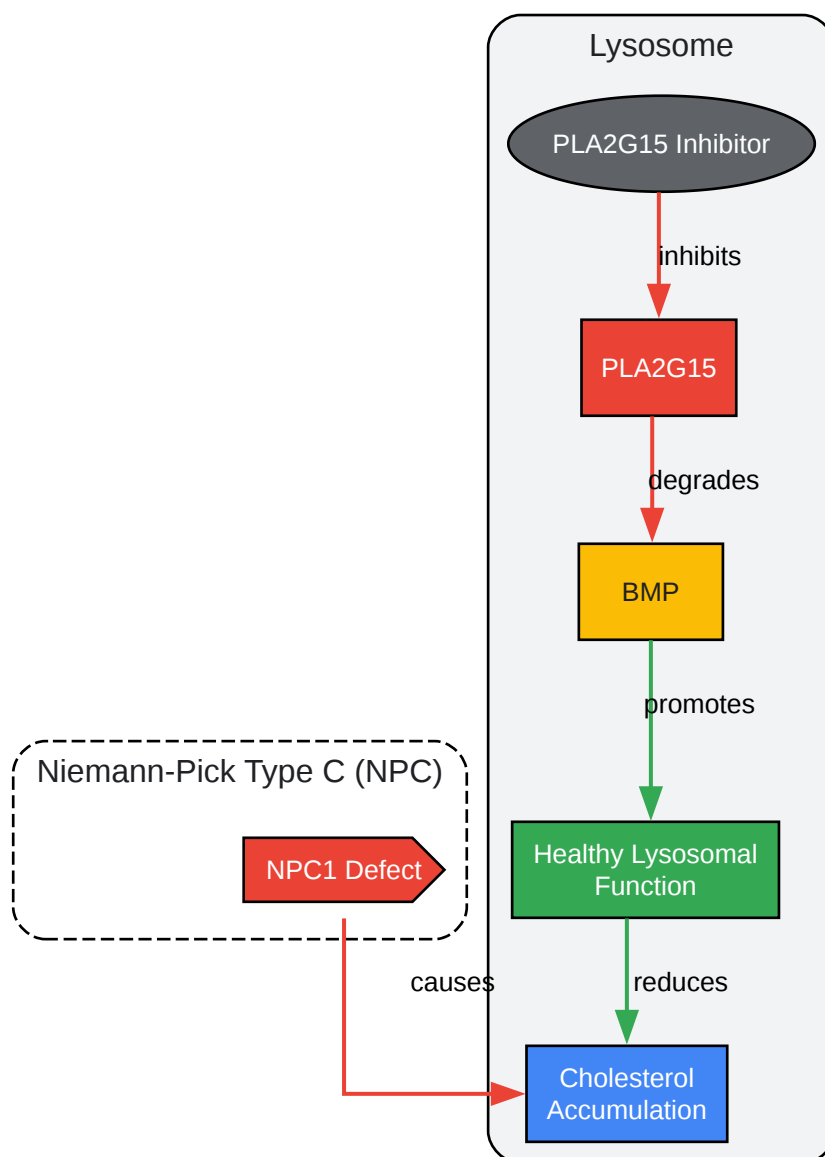 Lysosome
PLA2G15 Inhibitor
inhibits
PLA2G15
degrades
BMP
promotes
Niemann-Pick Type C (NPC)
NPC1 Defect
Healthy Lysosomal
Function
causes
reduces
Cholesterol
Accumulation